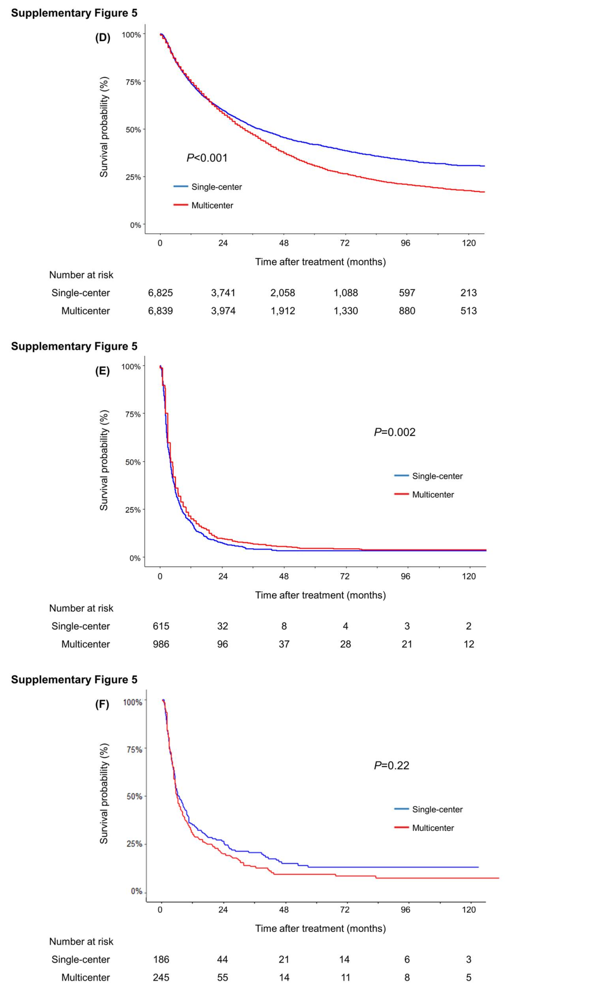 Supplementary Figure 5
(D)
100%
75%
50%
25%
0%
Survival probability (%)
P<0.001
Single-center
Multicenter
0 24 48 72 96 120
Time after treatment (months)
Number at risk
Single-center 6,825 3,741 2,058 1,088 597 213
Multicenter 6,839 3,974 1,912 1,330 880 513
Supplementary Figure 5
(E)
100%
75%
50%
25%
0%
Survival probability (%)
P=0.002
Single-center
Multicenter
0 24 48 72 96 120
Time after treatment (months)
Number at risk
Single-center 615 32 8 4 3 2
Multicenter 986 96 37 28 21 12
Supplementary Figure 5
(F)
100%
75%
50%
25%
0%
Survival probability (%)
P=0.22
Single-center
Multicenter
0 24 48 72 96 120
Time after treatment (months)
Number at risk
Single-center 186 44 21 14 6 3
Multicenter 245 55 14 11 8 5